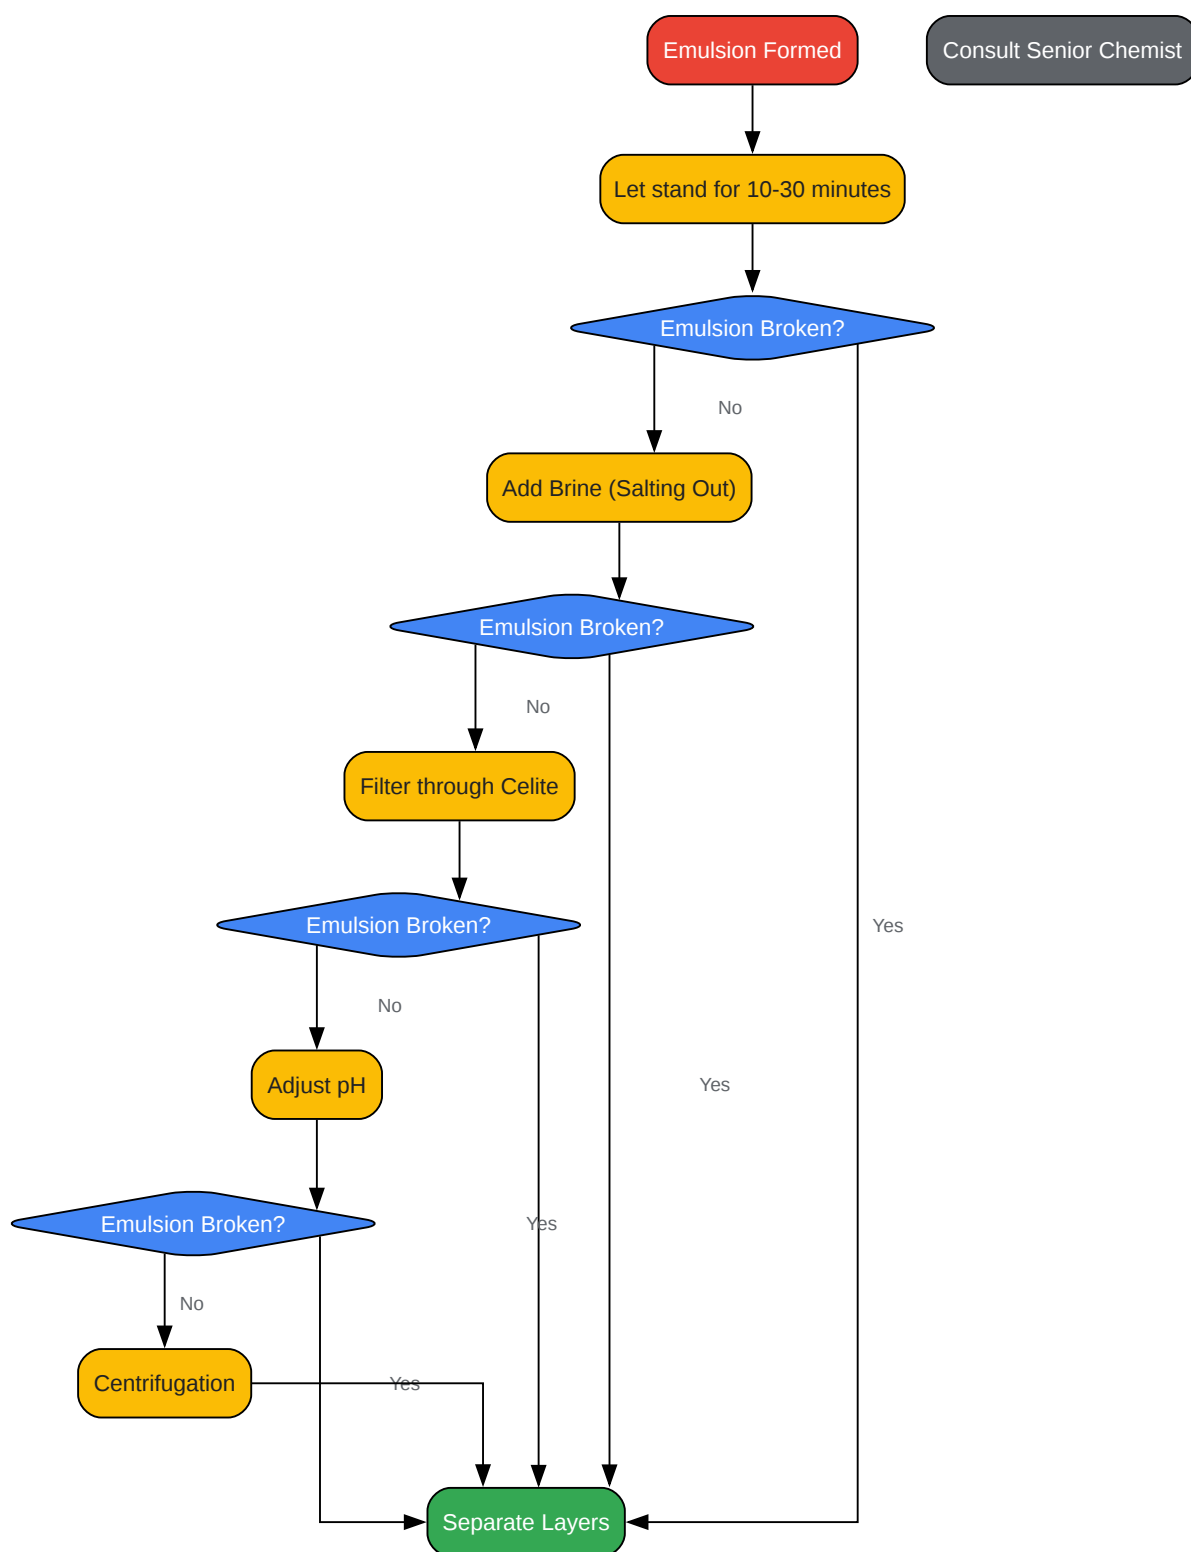 Emulsion Formed
Consult Senior Chemist
Let stand for 10-30 minutes
Emulsion Broken?
No
Add Brine (Salting Out)
Emulsion Broken?
No
Filter through Celite
Emulsion Broken?
Yes
No
Adjust pH
Yes
Emulsion Broken?
Yes
No
Centrifugation
Yes
Separate Layers